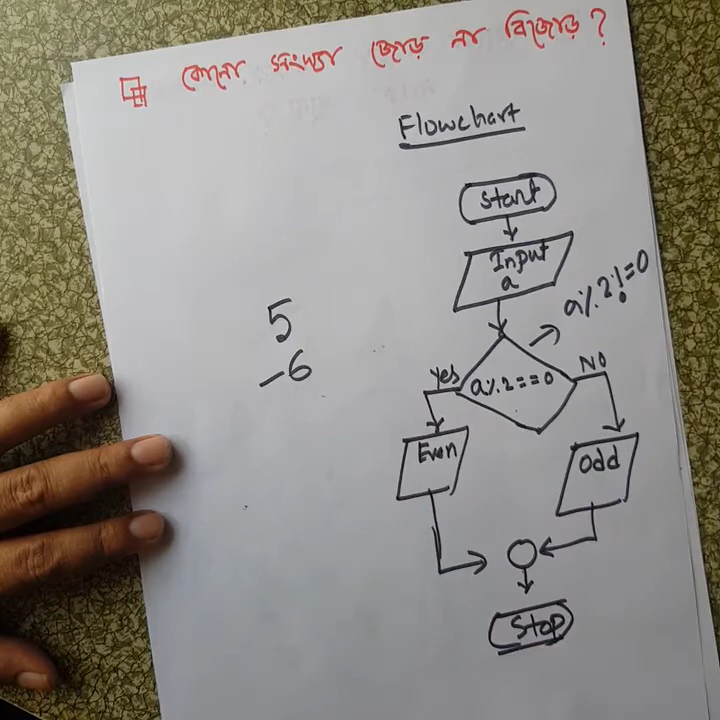 কোনো সংখ্যা জোড় না বিজোড় ?
Flowchart
Start
Input
a
a%2!=0
5
-6
Yes
a%2==0
NO
Even
Odd
Stop